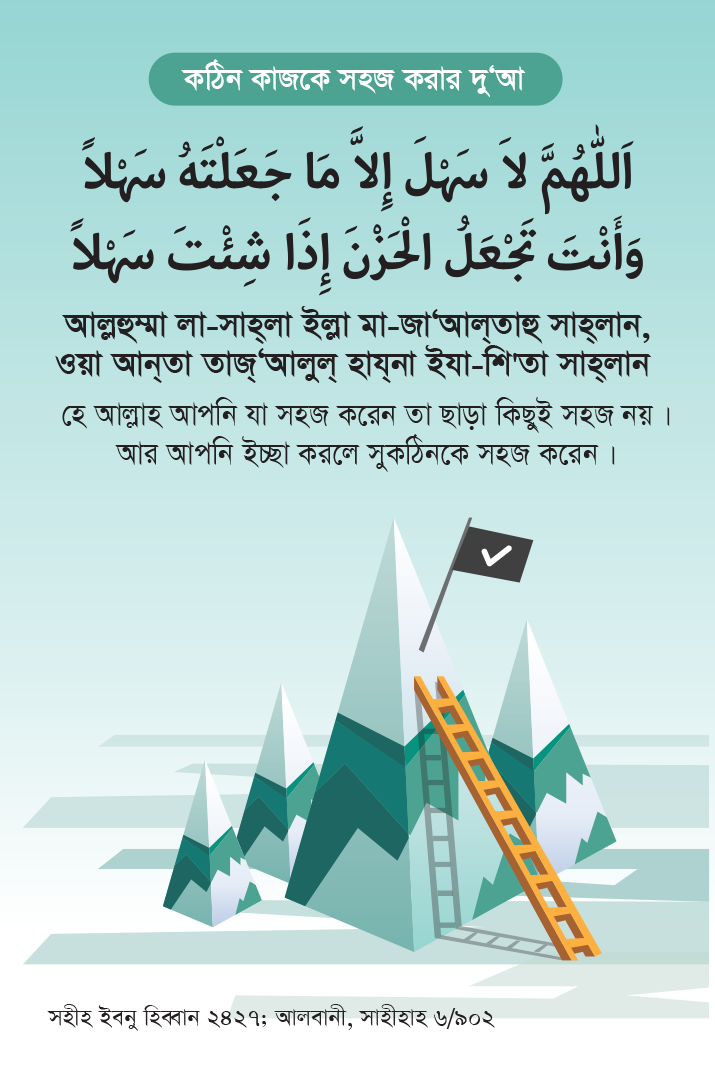 কঠিন কাজকে সহজ করার দু‘আ
اَللّٰهُمَّ لاَ سَهْلَ إِلاَّ مَا جَعَلْتَهُ سَهْلاً
وَأَنْتَ تَجْعَلُ الْحَزْنَ إِذَا شِئْتَ سَهْلاً
আল্লহুম্মা লা-সাহ্‌লা ইল্লা মা-জা‘আল্‌তাহু সাহ্‌লান,
ওয়া আন্‌তা তাজ্‘আলুল্ হায্‌না ইযা-শি'তা সাহ্‌লান
হে আল্লাহ আপনি যা সহজ করেন তা ছাড়া কিছুই সহজ নয়।
আর আপনি ইচ্ছা করলে সুকঠিনকে সহজ করেন।
সহীহ ইবনু হিব্বান ২৪২৭; আলবানী, সাহীহাহ ৬/৯০২